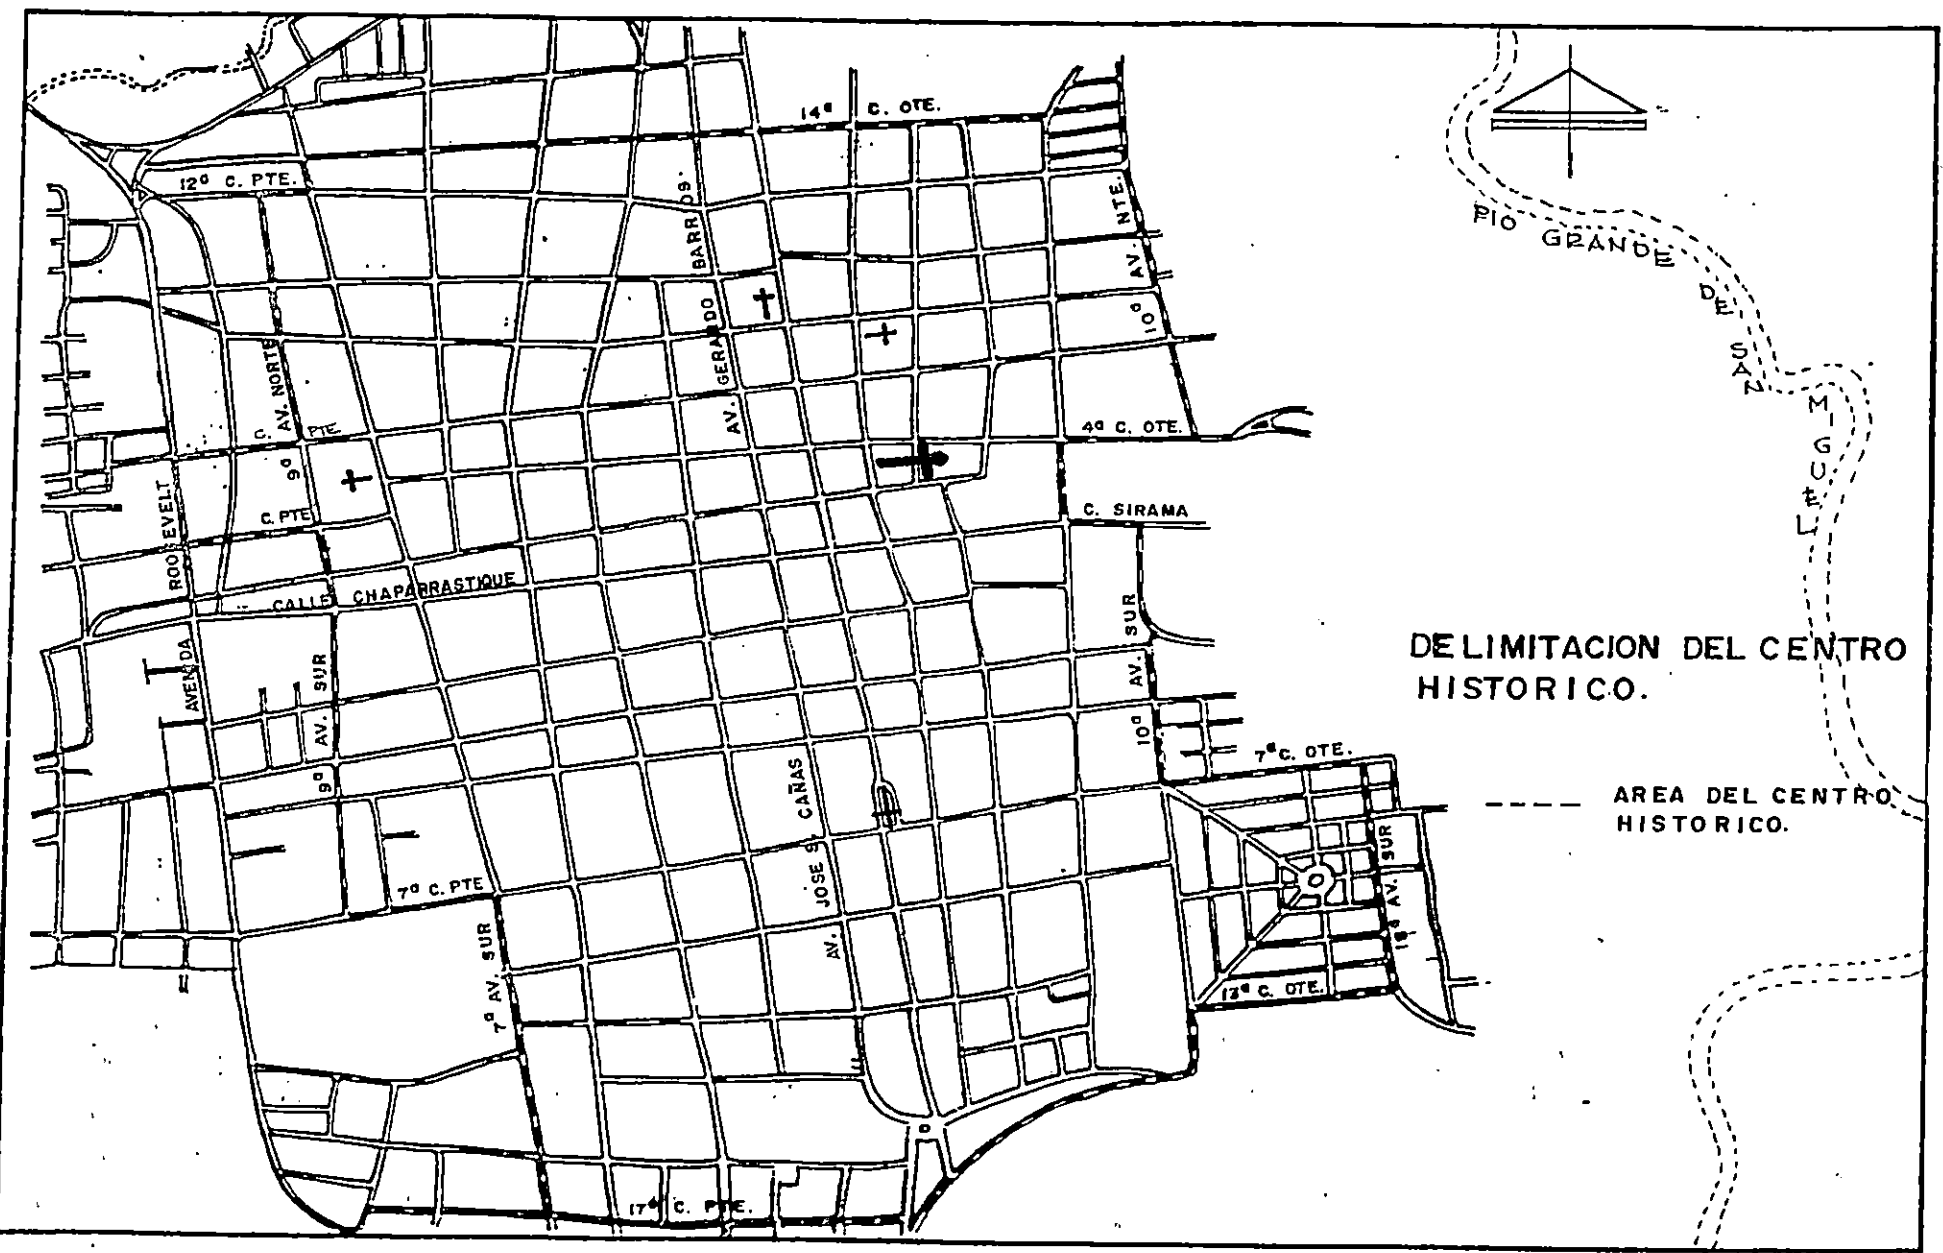 14ª C. OTE.
12ª C. PTE.
AV. GERARDO BARRIOS.
10ª AV. NTE.
RIO GRANDE DE SAN MIGUEL
9ª AV. NORTE
C. PTE.
4ª C. OTE.
C. PTE
C. SIRAMA
AVENIDA ROOSEVELT
CALLE CHAPARRASTIQUE
9ª AV. SUR
10ª AV. SUR
DELIMITACION DEL CENTRO
HISTORICO.
7ª C. OTE.
AREA DEL CENTRO
HISTORICO.
AV. JOSE S. CAÑAS
18ª AV. SUR
7ª C. PTE
7ª AV. SUR
13ª C. OTE.
17ª C. PTE.